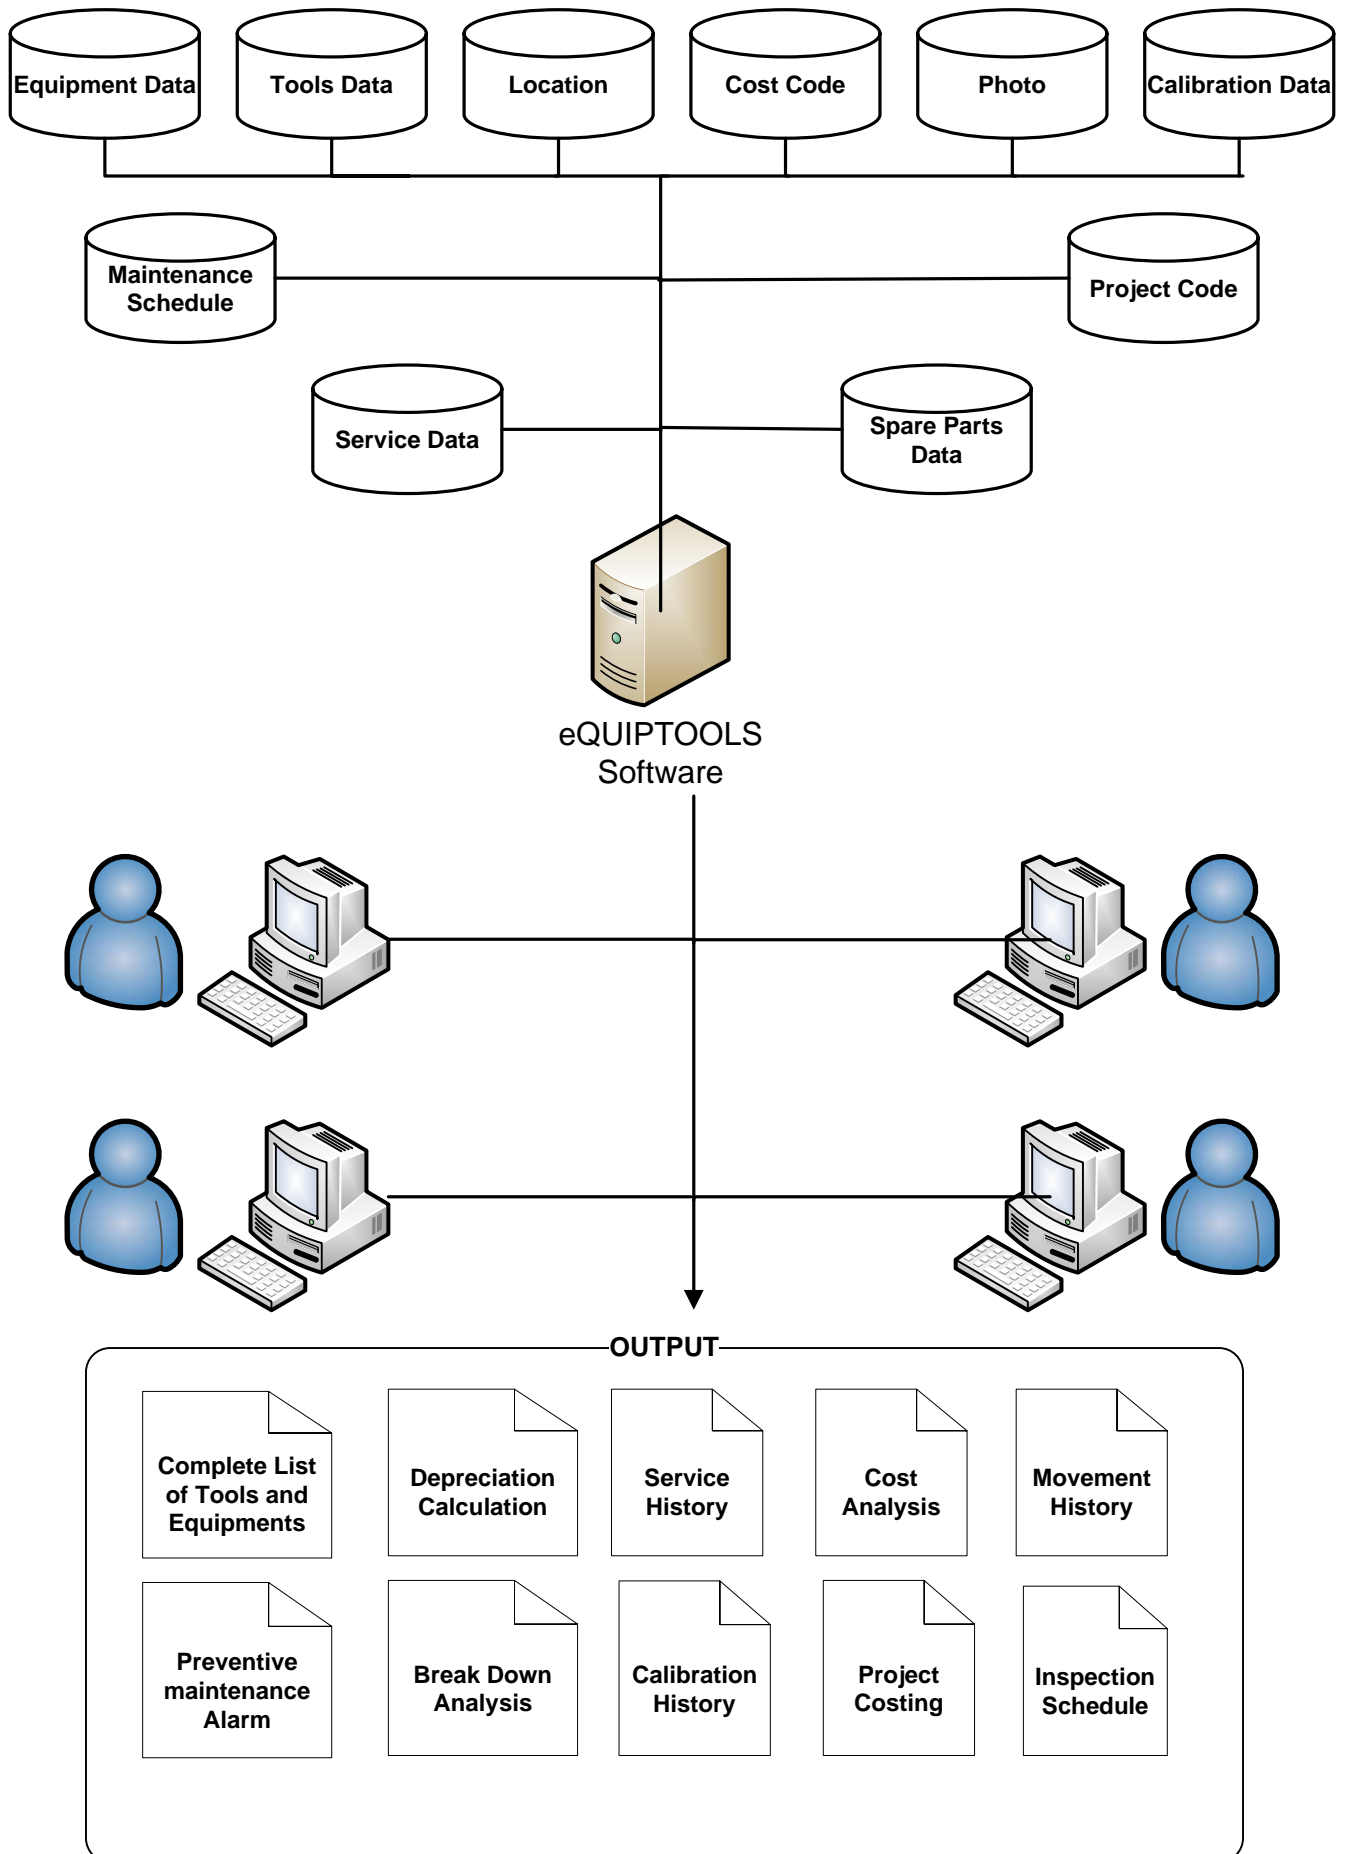 Equipment Data
Tools Data
Location
Cost Code
Photo
Calibration Data
Maintenance
Schedule
Project Code
Service Data
Spare Parts
Data
eQUIPTOOLS
Software
OUTPUT
Complete List
of Tools and
Equipments
Depreciation
Calculation
Service
History
Cost
Analysis
Movement
History
Preventive
maintenance
Alarm
Break Down
Analysis
Calibration
History
Project
Costing
Inspection
Schedule